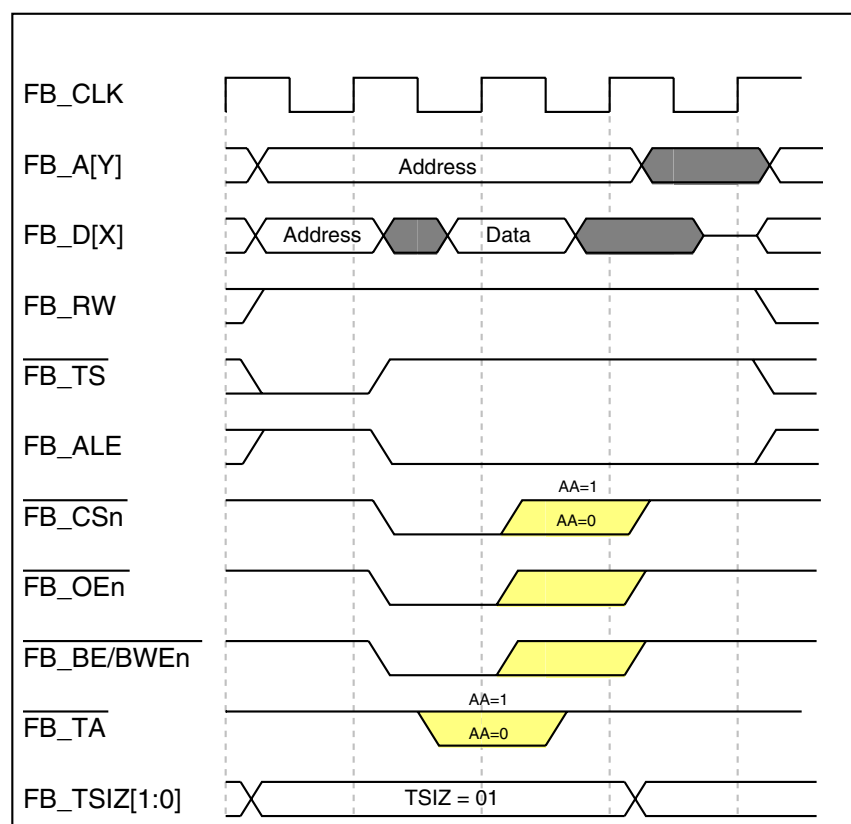 FB_CLK
FB_A[Y]
Address
FB_D[X]
Address
Data
FB_RW
FB_TS
FB_ALE
AA=1
FB_CSn
AA=0
FB_OEn
FB_BE/BWEn
AA=1
FB_TA
AA=0
FB_TSIZ[1:0]
TSIZ = 01